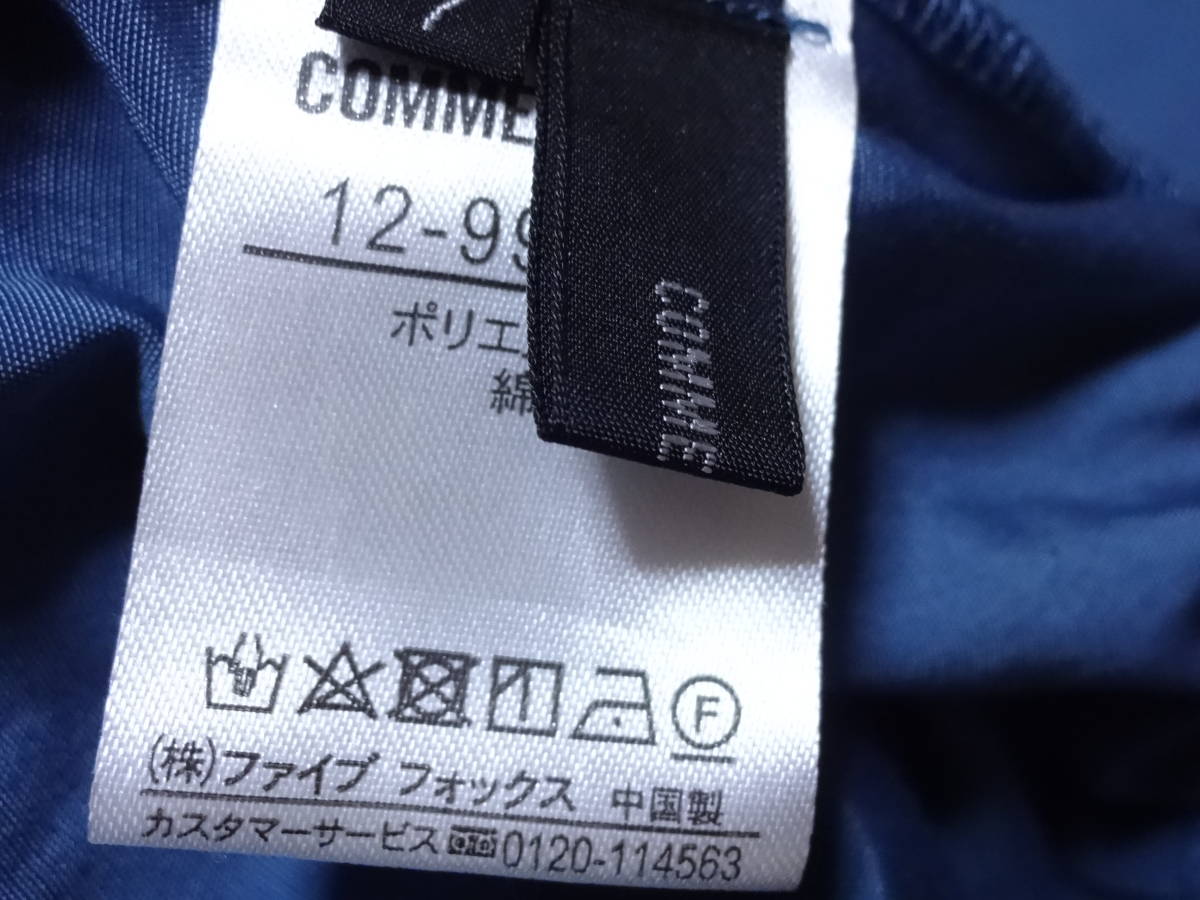 COMME
12-99
ポリエ
綿
COMME
F
(株)ファイブ フォックス 中国製
カスタマーサービス 0120-114563